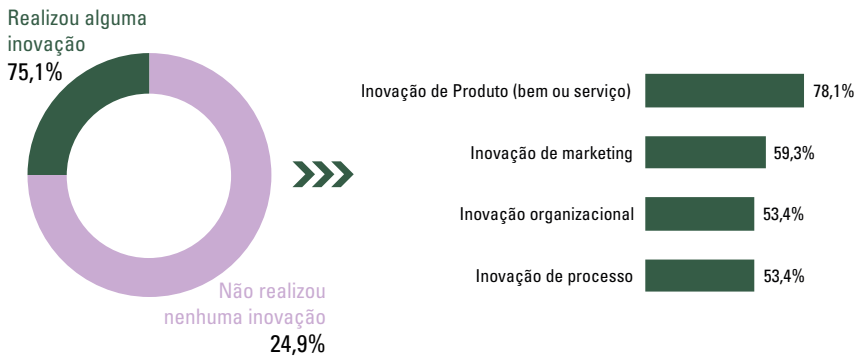 Realizou alguma
inovação
75,1%
Não realizou
nenhuma inovação
24,9%
Inovação de Produto (bem ou serviço)
78,1%
Inovação de marketing
59,3%
Inovação organizacional
53,4%
Inovação de processo
53,4%